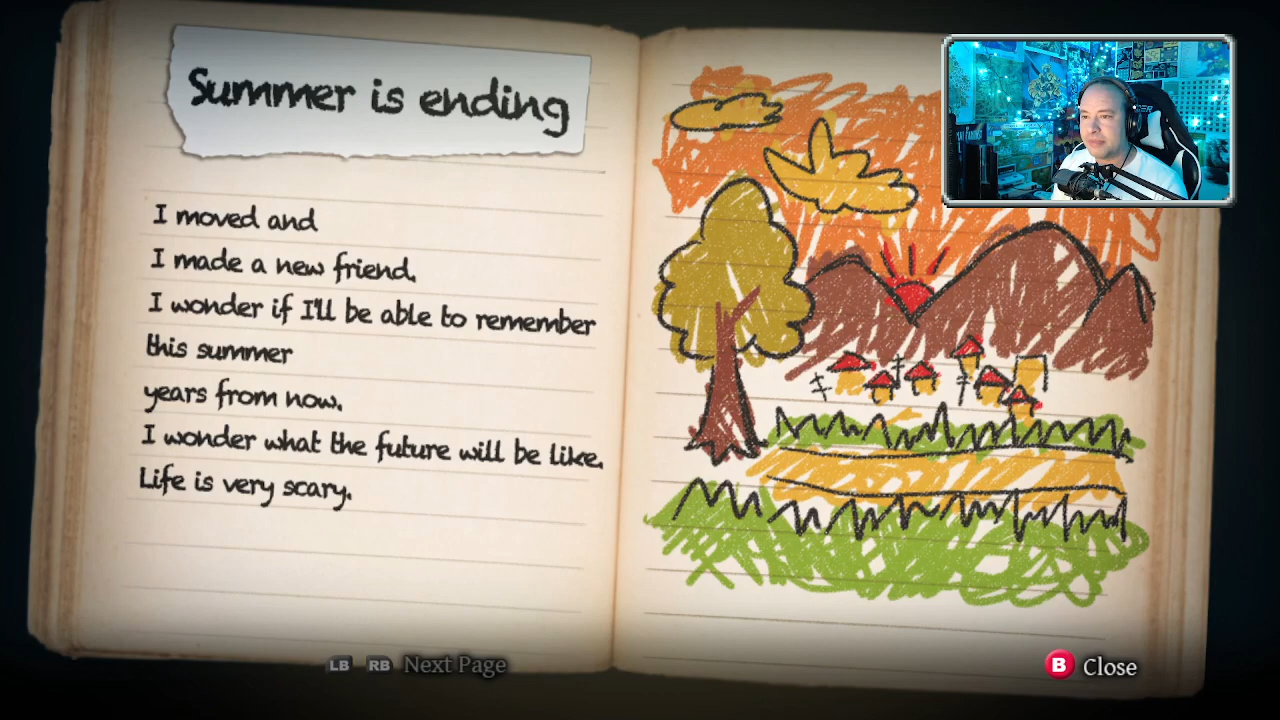 Summer is ending
I moved and
I made a new friend.
I wonder if I'll be able to remember
this summer
years from now.
I wonder what the future will be like.
Life is very scary.
LB RB Next Page
B Close